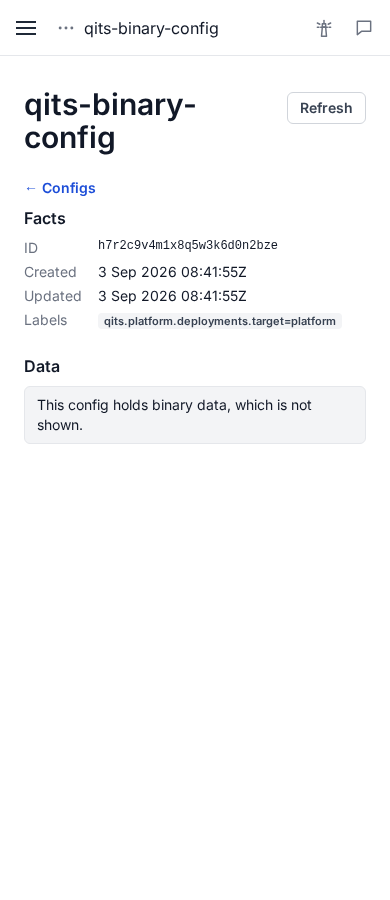 qits-binary-config
qits-binary-
config
Refresh
← Configs
Facts
ID h7r2c9v4m1x8q5w3k6d0n2bze
Created 3 Sep 2026 08:41:55Z
Updated 3 Sep 2026 08:41:55Z
Labels qits.platform.deployments.target=platform
Data
This config holds binary data, which is not
shown.